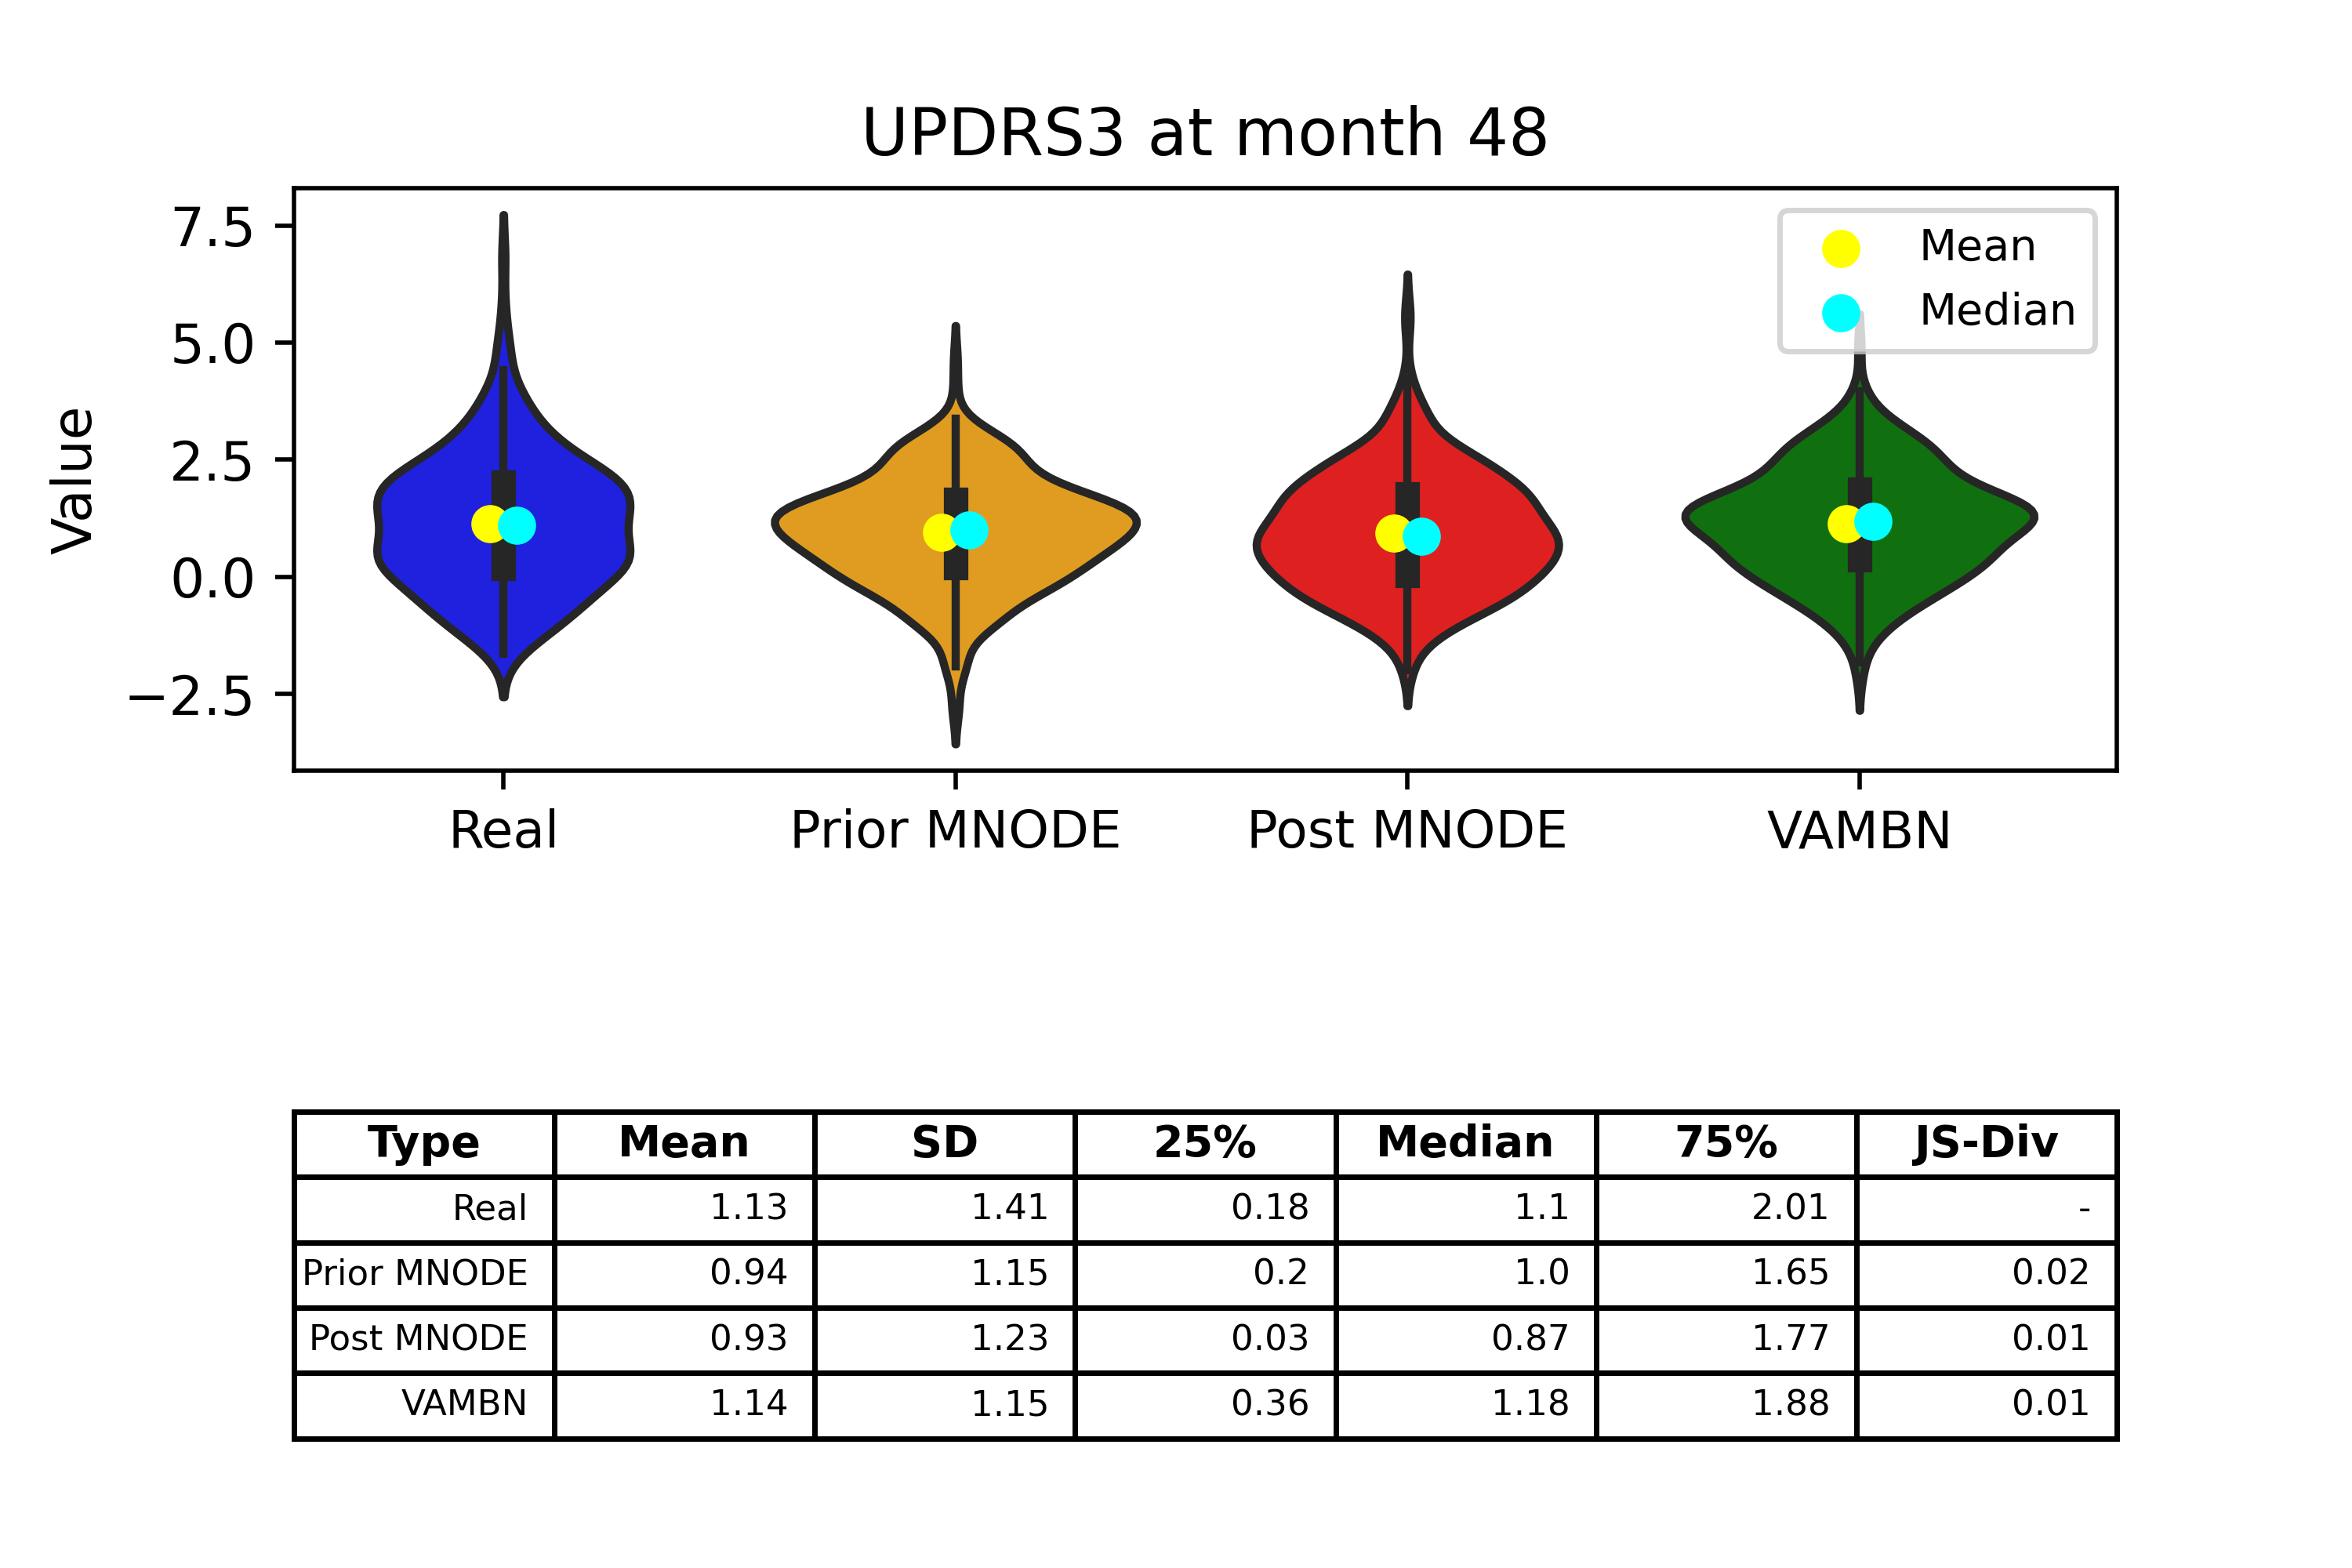 UPDRS3 at month 48
Value
7.5
5.0
2.5
0.0
−2.5
Mean
Median
Real Prior MNODE Post MNODE VAMBN
Type Mean SD 25% Median 75% JS-Div
Real 1.13 1.41 0.18 1.1 2.01 -
Prior MNODE 0.94 1.15 0.2 1.0 1.65 0.02
Post MNODE 0.93 1.23 0.03 0.87 1.77 0.01
VAMBN 1.14 1.15 0.36 1.18 1.88 0.01